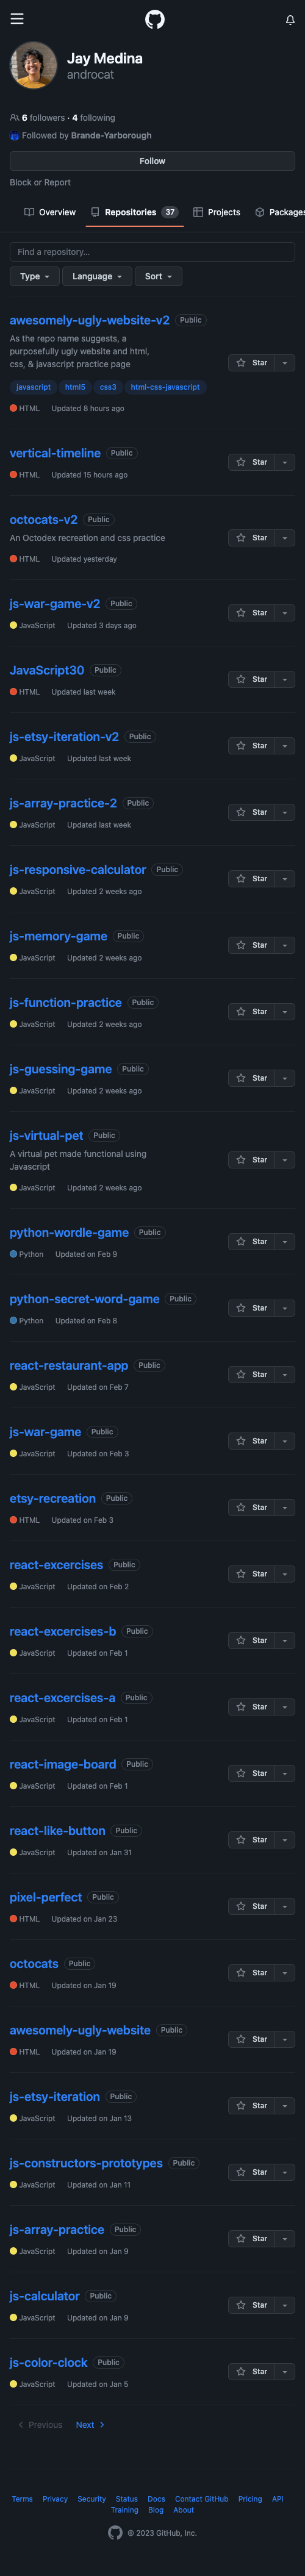 Jay Medina
androcat
6 followers · 4 following
Followed by Brande-Yarborough
Follow
Block or Report
Overview Repositories 37 Projects Packages
Find a repository...
Type Language Sort
awesomely-ugly-website-v2 Public
As the repo name suggests, a
purposefully ugly website and html,
css, & javascript practice page
Star
javascript html5 css3 html-css-javascript
HTML Updated 8 hours ago
vertical-timeline Public
Star
HTML Updated 15 hours ago
octocats-v2 Public
An Octodex recreation and css practice
Star
HTML Updated yesterday
js-war-game-v2 Public
Star
JavaScript Updated 3 days ago
JavaScript30 Public
Star
HTML Updated last week
js-etsy-iteration-v2 Public
Star
JavaScript Updated last week
js-array-practice-2 Public
Star
JavaScript Updated last week
js-responsive-calculator Public
Star
JavaScript Updated 2 weeks ago
js-memory-game Public
Star
JavaScript Updated 2 weeks ago
js-function-practice Public
Star
JavaScript Updated 2 weeks ago
js-guessing-game Public
Star
JavaScript Updated 2 weeks ago
js-virtual-pet Public
A virtual pet made functional using
Star
Javascript
JavaScript Updated 2 weeks ago
python-wordle-game Public
Star
Python Updated on Feb 9
python-secret-word-game Public
Star
Python Updated on Feb 8
react-restaurant-app Public
Star
JavaScript Updated on Feb 7
js-war-game Public
Star
JavaScript Updated on Feb 3
etsy-recreation Public
Star
HTML Updated on Feb 3
react-excercises Public
Star
JavaScript Updated on Feb 2
react-excercises-b Public
Star
JavaScript Updated on Feb 1
react-excercises-a Public
Star
JavaScript Updated on Feb 1
react-image-board Public
Star
JavaScript Updated on Feb 1
react-like-button Public
Star
JavaScript Updated on Jan 31
pixel-perfect Public
Star
HTML Updated on Jan 23
octocats Public
Star
HTML Updated on Jan 19
awesomely-ugly-website Public
Star
HTML Updated on Jan 19
js-etsy-iteration Public
Star
JavaScript Updated on Jan 13
js-constructors-prototypes Public
Star
JavaScript Updated on Jan 11
js-array-practice Public
Star
JavaScript Updated on Jan 9
js-calculator Public
Star
JavaScript Updated on Jan 9
js-color-clock Public
Star
JavaScript Updated on Jan 5
Previous Next
Terms Privacy Security Status Docs Contact GitHub Pricing API
Training Blog About
© 2023 GitHub, Inc.